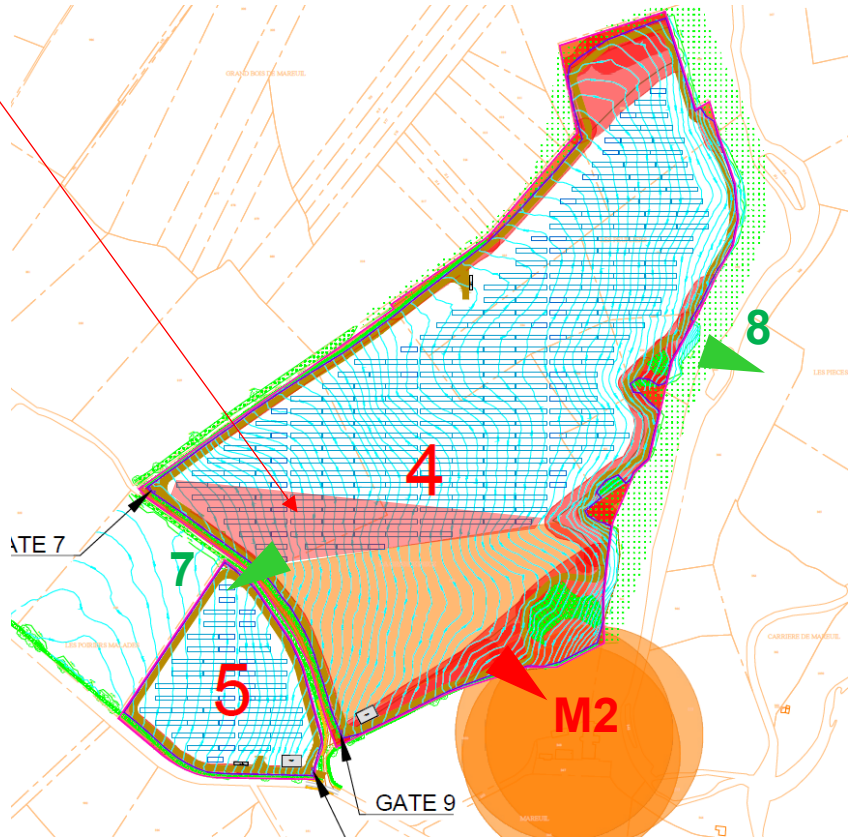 GRAND BOIS DE MAREUIL
8
LES PIECES
4
ATE 7
7
LES POIRIERS MALADES
5
CARRIERE DE MAREUIL
M2
GATE 9
MAREUIL